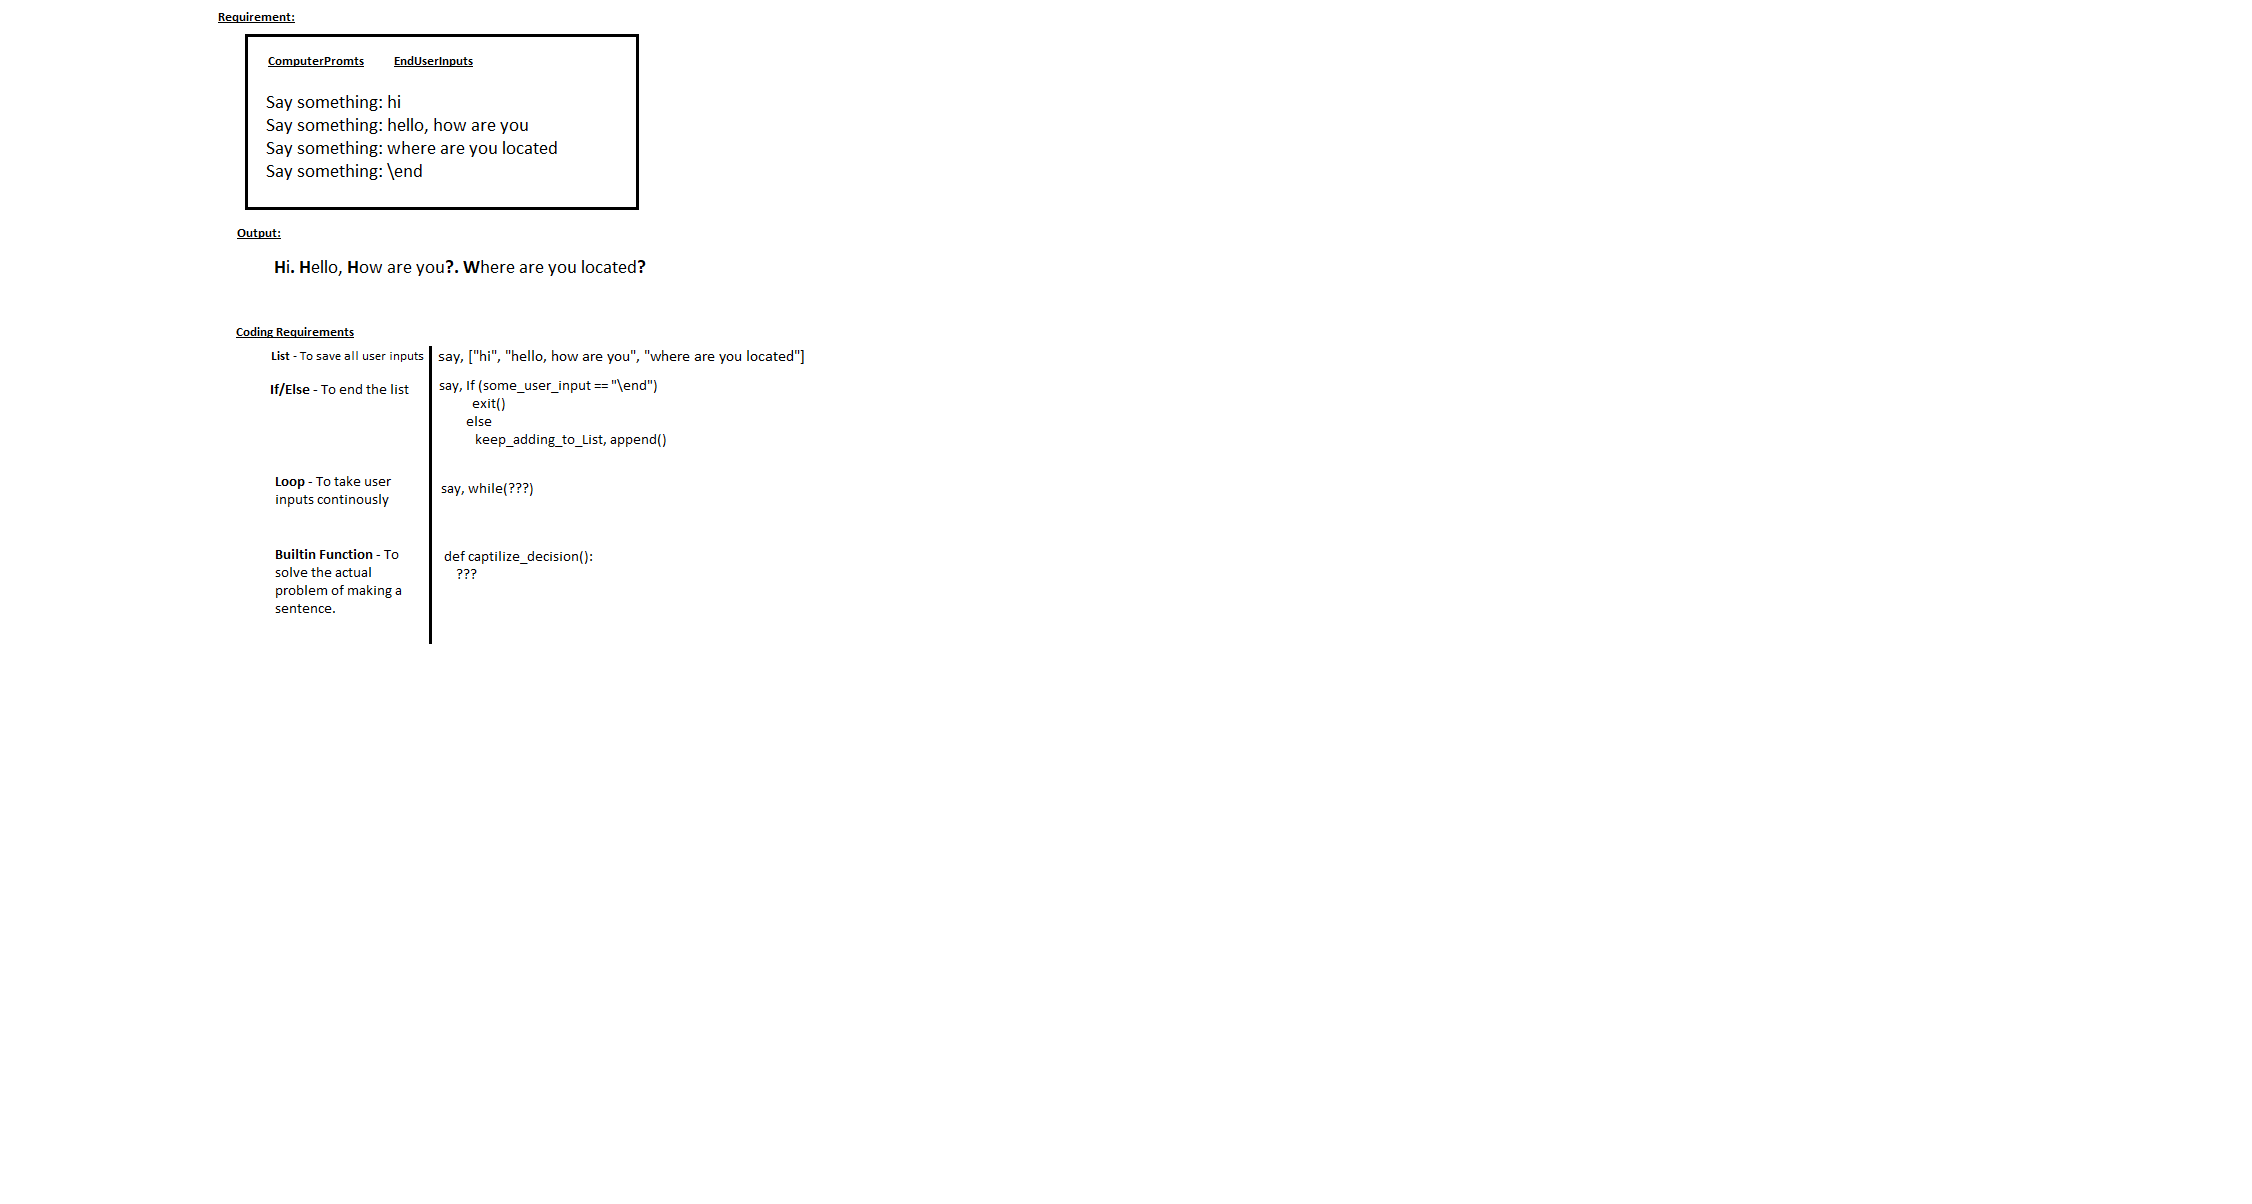 Requirement:
ComputerPromts EndUserInputs
Say something: hi
Say something: hello, how are you
Say something: where are you located
Say something: \end
Output:
Hi. Hello, How are you?. Where are you located?
Coding Requirements
List - To save all user inputs
say, ["hi", "hello, how are you", "where are you located"]
If/Else - To end the list
say, If (some_user_input == "\end")
exit()
else
keep_adding_to_List, append()
Loop - To take user
inputs continously
say, while(???)
Builtin Function - To
solve the actual
problem of making a
sentence.
def captilize_decision():
???